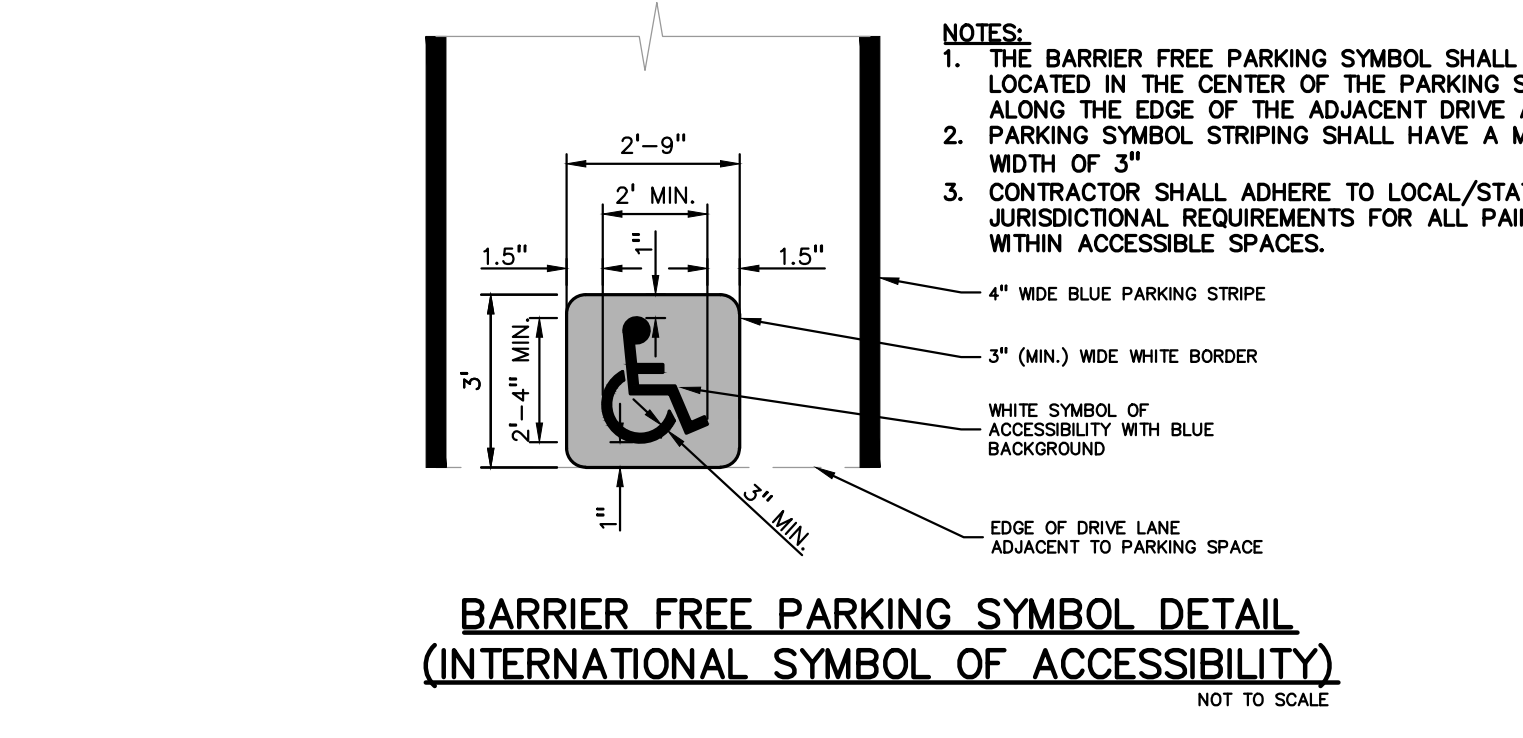 NOTES:
1. THE BARRIER FREE PARKING SYMBOL SHALL
LOCATED IN THE CENTER OF THE PARKING
ALONG THE EDGE OF THE ADJACENT DRIVE
2. PARKING SYMBOL STRIPING SHALL HAVE A
WIDTH OF 3"
3. CONTRACTOR SHALL ADHERE TO
JURISDICTIONAL REQUIREMENTS FOR ALL
WITHIN ACCESSIBLE SPACES.
2'-9"
2' MIN.
1"
1.5"
1.5"
4" WIDE BLUE PARKING STRIPE
3" (MIN.) WIDE WHITE BORDER
3'
2'-4" MIN.
WHITE SYMBOL OF
ACCESSIBILITY WITH BLUE
BACKGROUND
1"
3" MIN.
EDGE OF DRIVE LANE
ADJACENT TO PARKING SPACE
BARRIER FREE PARKING SYMBOL DETAIL
(INTERNATIONAL SYMBOL OF ACCESSIBILITY)
NOT TO SCALE